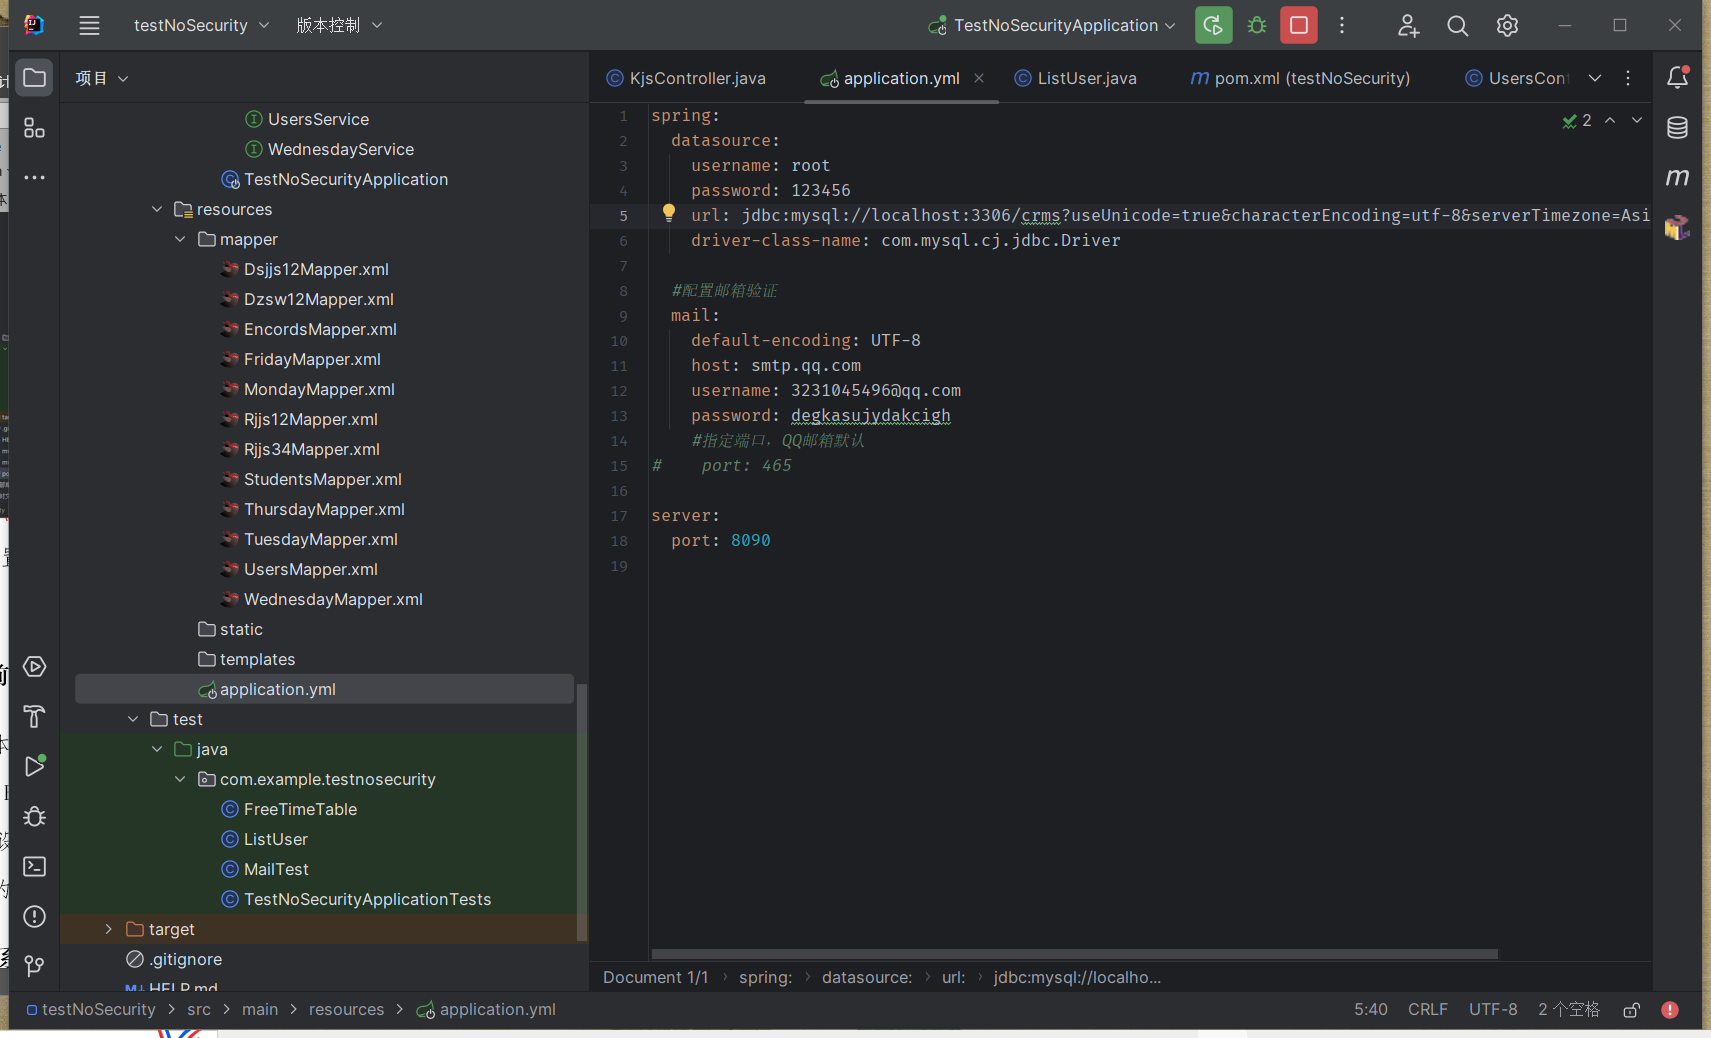 testNoSecurity
版本控制
TestNoSecurityApplication
项目
KjsController.java
application.yml
ListUser.java
m pom.xml (testNoSecurity)
UsersCont
UsersService
WednesdayService
TestNoSecurityApplication
resources
mapper
Dsjjs12Mapper.xml
Dzsw12Mapper.xml
EncordsMapper.xml
FridayMapper.xml
MondayMapper.xml
Rjjs12Mapper.xml
Rjjs34Mapper.xml
StudentsMapper.xml
ThursdayMapper.xml
TuesdayMapper.xml
UsersMapper.xml
WednesdayMapper.xml
static
templates
application.yml
test
java
com.example.testnosecurity
FreeTimeTable
ListUser
MailTest
TestNoSecurityApplicationTests
target
.gitignore
HELP.md
1 spring:
2 datasource:
3 username: root
4 password: 123456
5 url: jdbc:mysql://localhost:3306/crms?useUnicode=true&characterEncoding=utf-8&serverTimezone=Asi
6 driver-class-name: com.mysql.cj.jdbc.Driver
7
8 #配置邮箱验证
9 mail:
10 default-encoding: UTF-8
11 host: smtp.qq.com
12 username: 3231045496@qq.com
13 password: degkasujydakcigh
14 #指定端口，QQ邮箱默认
15 # port: 465
16
17 server:
18 port: 8090
19
2
m
Document 1/1 › spring: › datasource: › url: › jdbc:mysql://localho...
testNoSecurity > src > main > resources > application.yml
5:40 CRLF UTF-8 2 个空格